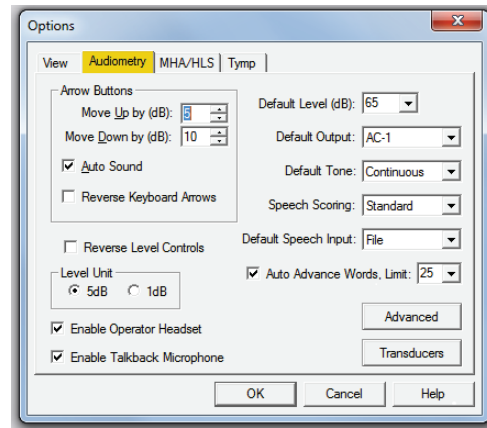 Options
View Audiometry MHA/HLS Tymp
Arrow Buttons
Move Up by (dB): 5
Move Down by (dB): 10
Auto Sound
Reverse Keyboard Arrows
Reverse Level Controls
Level Unit
5dB 1dB
Enable Operator Headset
Enable Talkback Microphone
Default Level (dB): 65
Default Output: AC-1
Default Tone: Continuous
Speech Scoring: Standard
Default Speech Input: File
Auto Advance Words, Limit: 25
Advanced
Transducers
OK Cancel Help